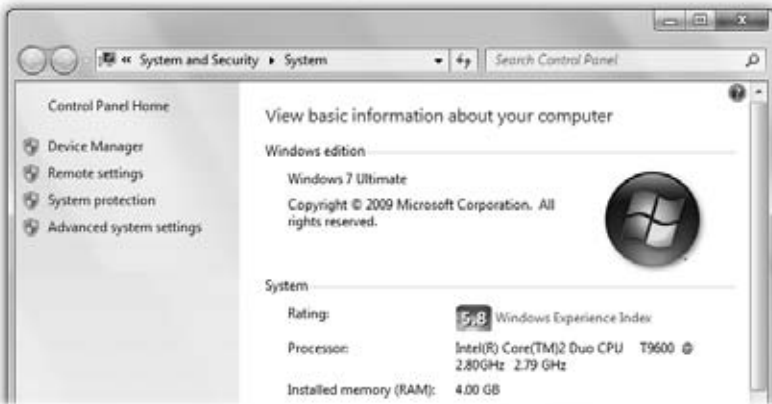 « System and Security ▸ System
Search Control Panel
Control Panel Home
Device Manager
Remote settings
System protection
Advanced system settings
View basic information about your computer
Windows edition
Windows 7 Ultimate
Copyright © 2009 Microsoft Corporation. All
rights reserved.
System
Rating:
5,8 Windows Experience Index
Processor:
Intel(R) Core(TM)2 Duo CPU T9600 @
2.80GHz 2.79 GHz
Installed memory (RAM):
4.00 GB